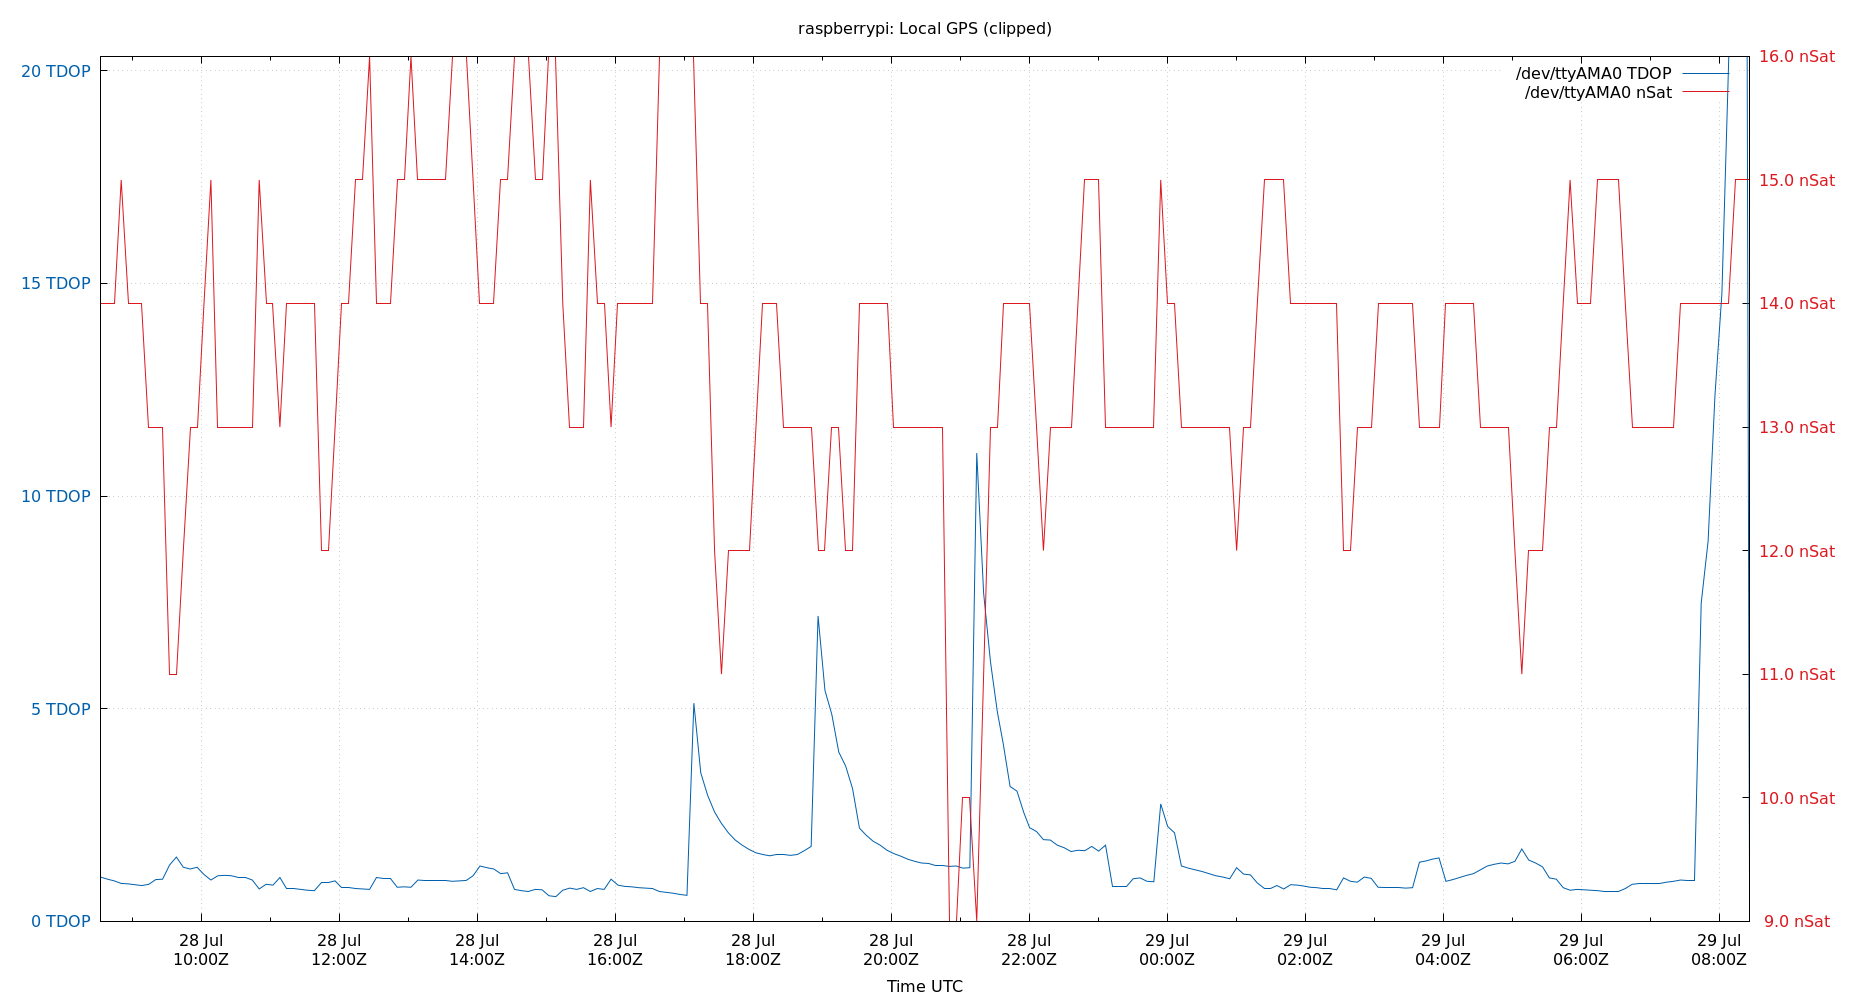 raspberrypi: Local GPS (clipped)
20 TDOP
15 TDOP
10 TDOP
5 TDOP
0 TDOP
/dev/ttyAMA0 TDOP
/dev/ttyAMA0 nSat
16.0 nSat
15.0 nSat
14.0 nSat
13.0 nSat
12.0 nSat
11.0 nSat
10.0 nSat
9.0 nSat
28 Jul
10:00Z
28 Jul
12:00Z
28 Jul
14:00Z
28 Jul
16:00Z
28 Jul
18:00Z
28 Jul
20:00Z
28 Jul
22:00Z
29 Jul
00:00Z
29 Jul
02:00Z
29 Jul
04:00Z
29 Jul
06:00Z
29 Jul
08:00Z
Time UTC